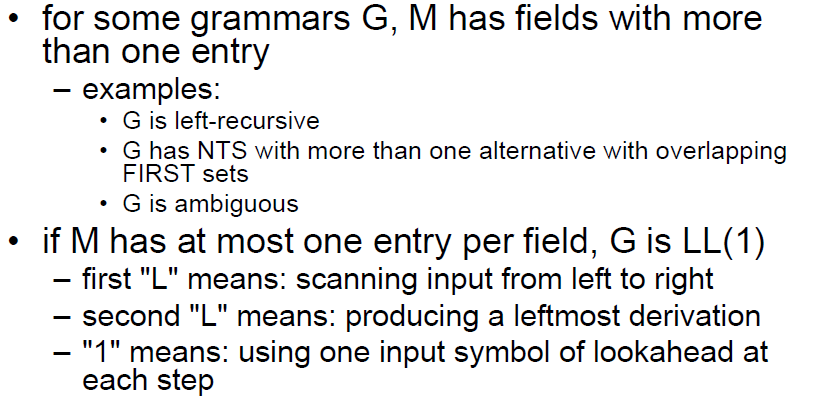 • for some grammars G, M has fields with more
than one entry
– examples:
• G is left-recursive
• G has NTS with more than one alternative with overlapping
FIRST sets
• G is ambiguous
• if M has at most one entry per field, G is LL(1)
– first "L" means: scanning input from left to right
– second "L" means: producing a leftmost derivation
– "1" means: using one input symbol of lookahead at
each step